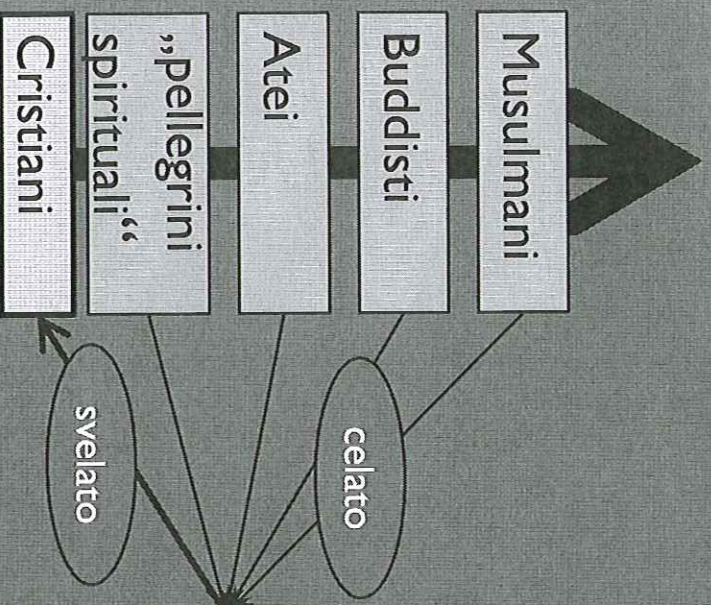 Musulmani
Buddisti
Atei
„pellegrini
spirituali“
Cristiani
celato
svelato